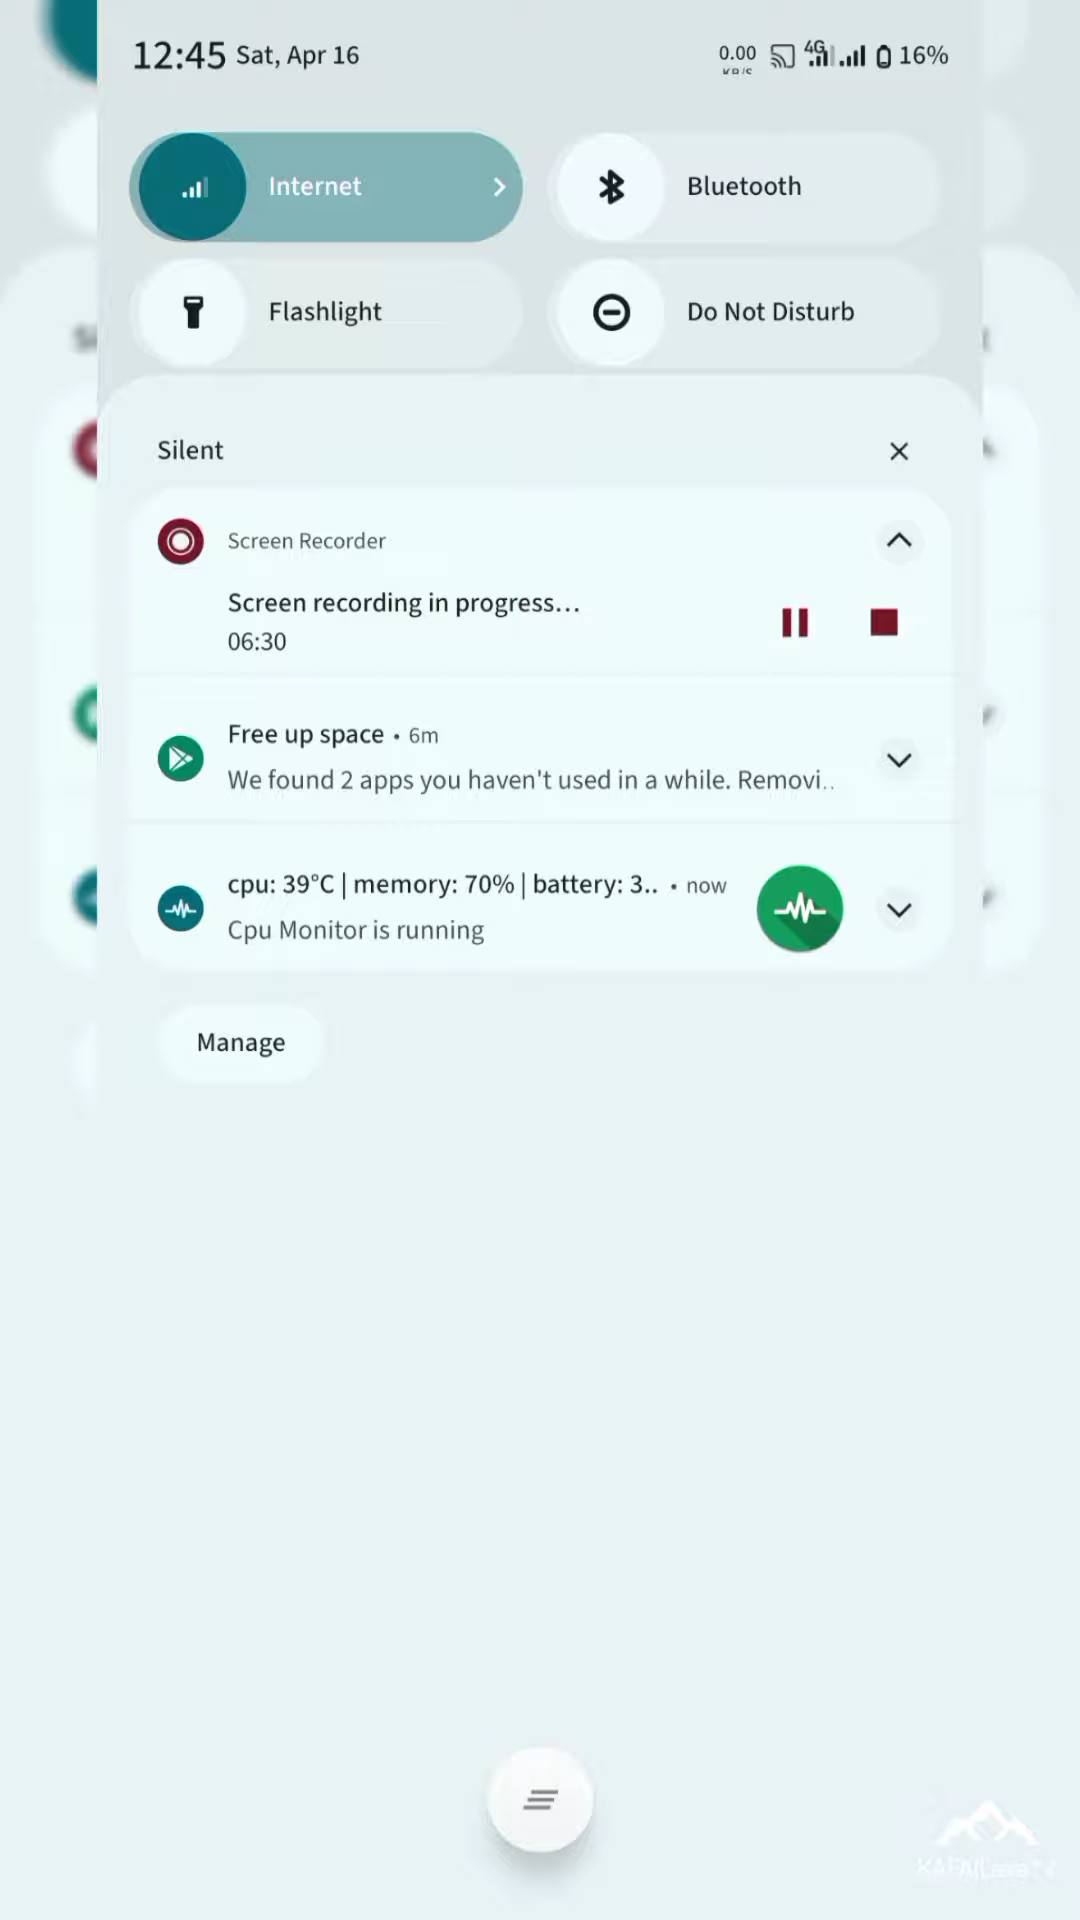 12:45 Sat, Apr 16
0.00 4G 16%
KB/S
Internet
Bluetooth
Flashlight
Do Not Disturb
Silent
Screen Recorder
Screen recording in progress...
06:30
Free up space • 6m
We found 2 apps you haven't used in a while. Removi..
cpu: 39°C | memory: 70% | battery: 3.. • now
Cpu Monitor is running
Manage